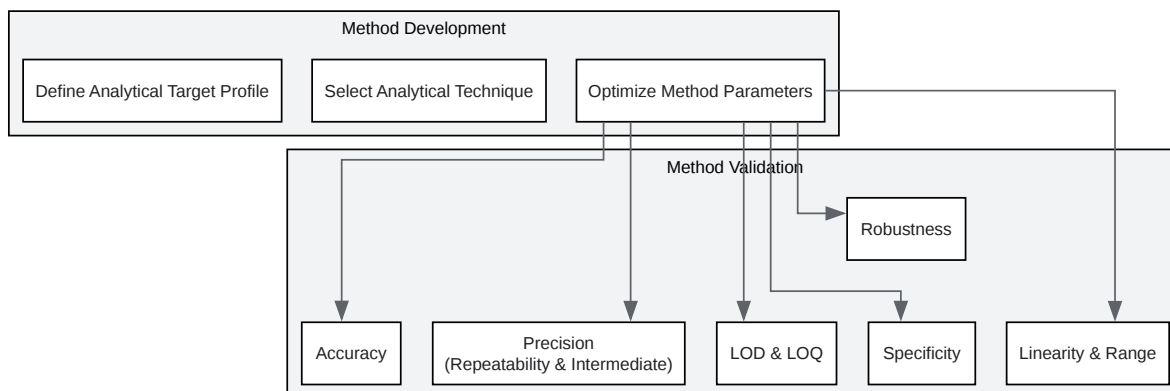 Method Development
Define Analytical Target Profile
Select Analytical Technique
Optimize Method Parameters
Method Validation
Robustness
Accuracy
Precision
(Repeatability & Intermediate)
LOD & LOQ
Specificity
Linearity & Range